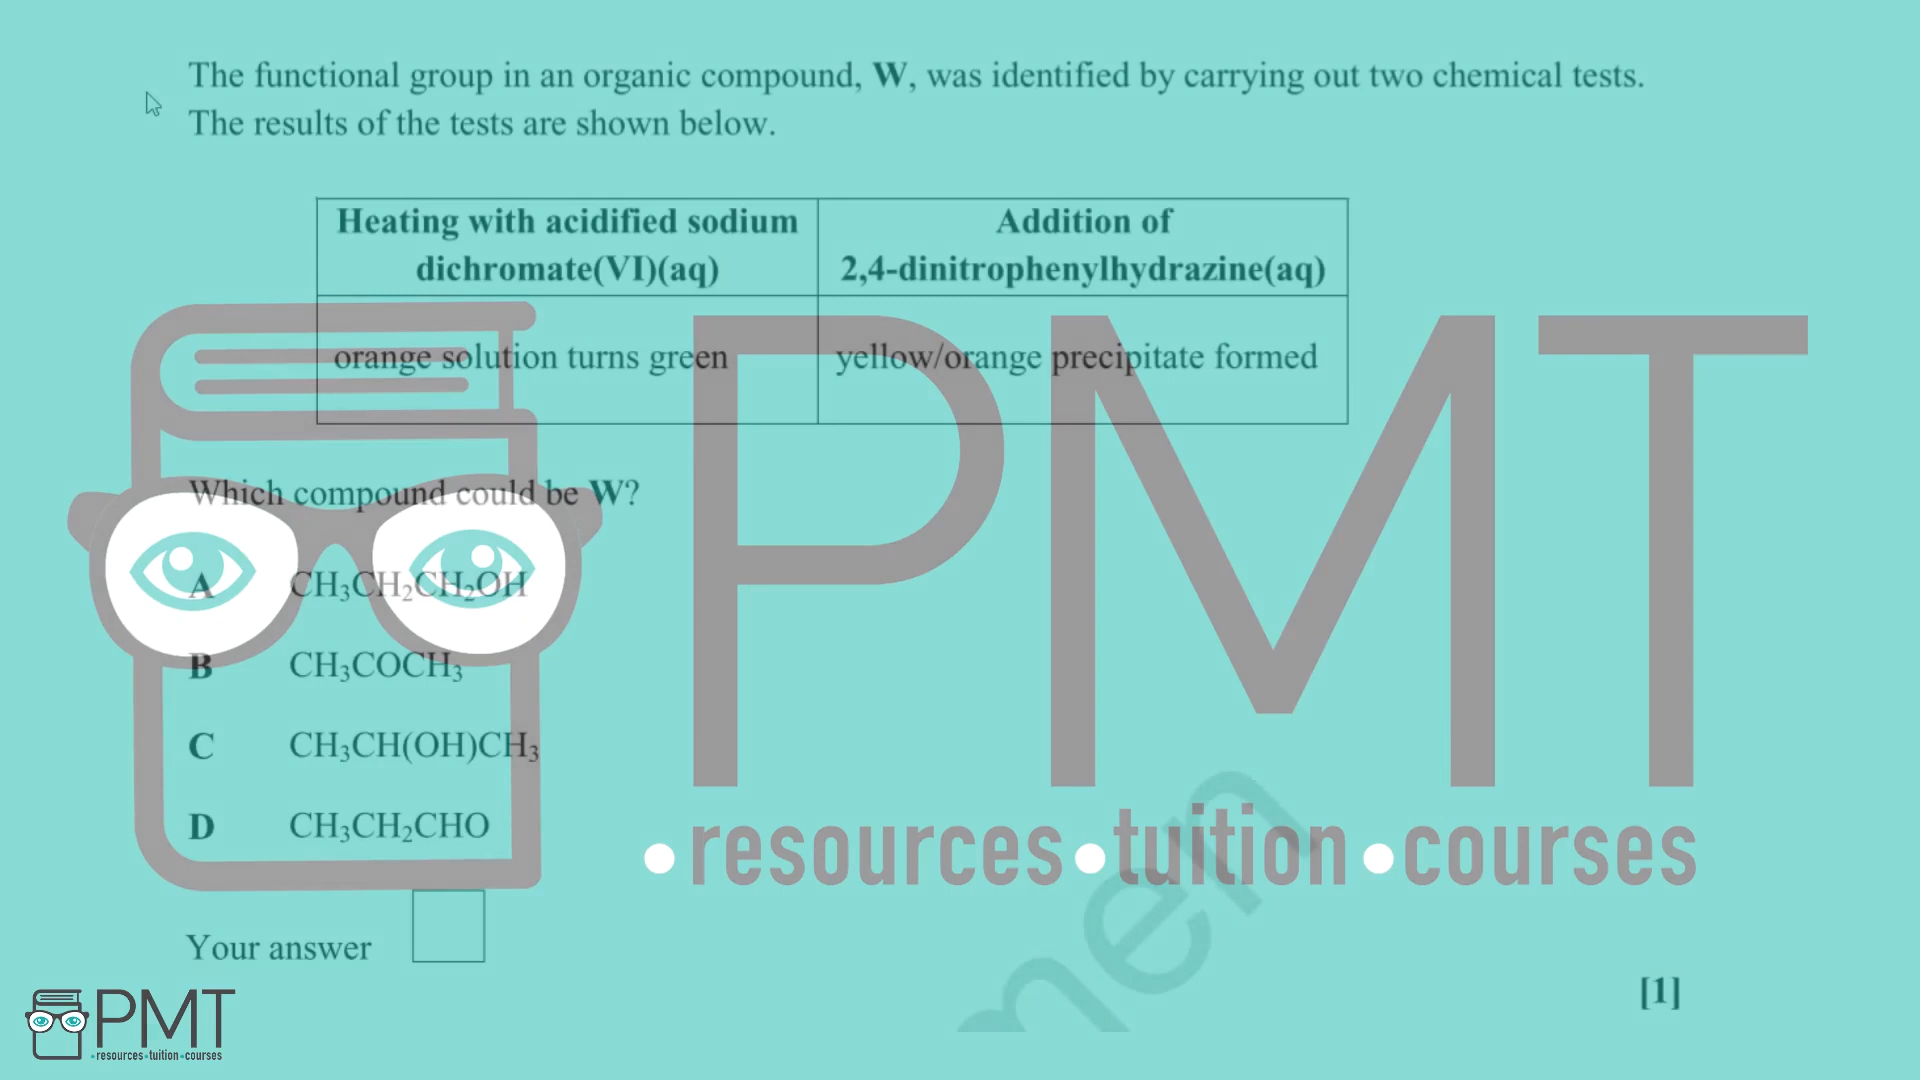 The functional group in an organic compound, W, was identified by carrying out two chemical tests.
The results of the tests are shown below.
Heating with acidified sodium dichromate(VI)(aq)
Addition of 2,4-dinitrophenylhydrazine(aq)
orange solution turns green
yellow/orange precipitate formed
Which compound could be W?
A CH₃CH₂CH₂OH
B CH₃COCH₃
C CH₃CH(OH)CH₃
D CH₃CH₂CHO
Your answer
[1]
PMT
•resources•tuition•courses
PMT
•resources•tuition•courses